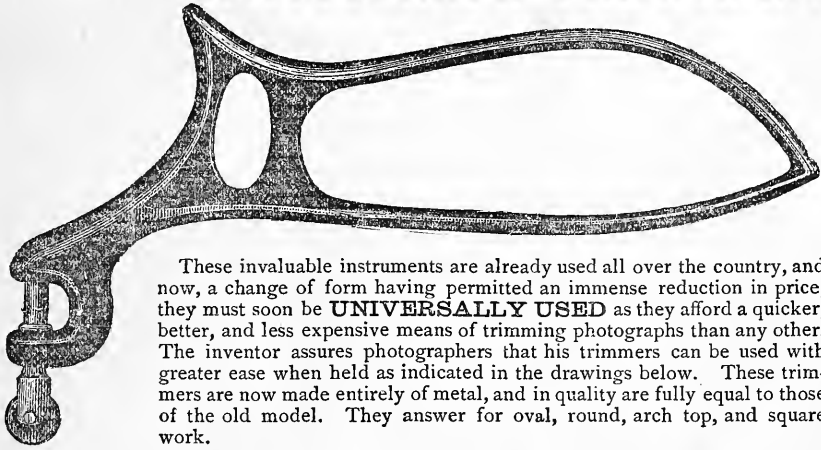 These invaluable instruments are already used all over the country, and
now, a change of form having permitted an immense reduction in price
they must soon be UNIVERSALLY USED as they afford a quicker
better, and less expensive means of trimming photographs than any other
The inventor assures photographers that his trimmers can be used with
greater ease when held as indicated in the drawings below. These trim-
mers are now made entirely of metal, and in quality are fully equal to those
of the old model. They answer for oval, round, arch top, and square
work.